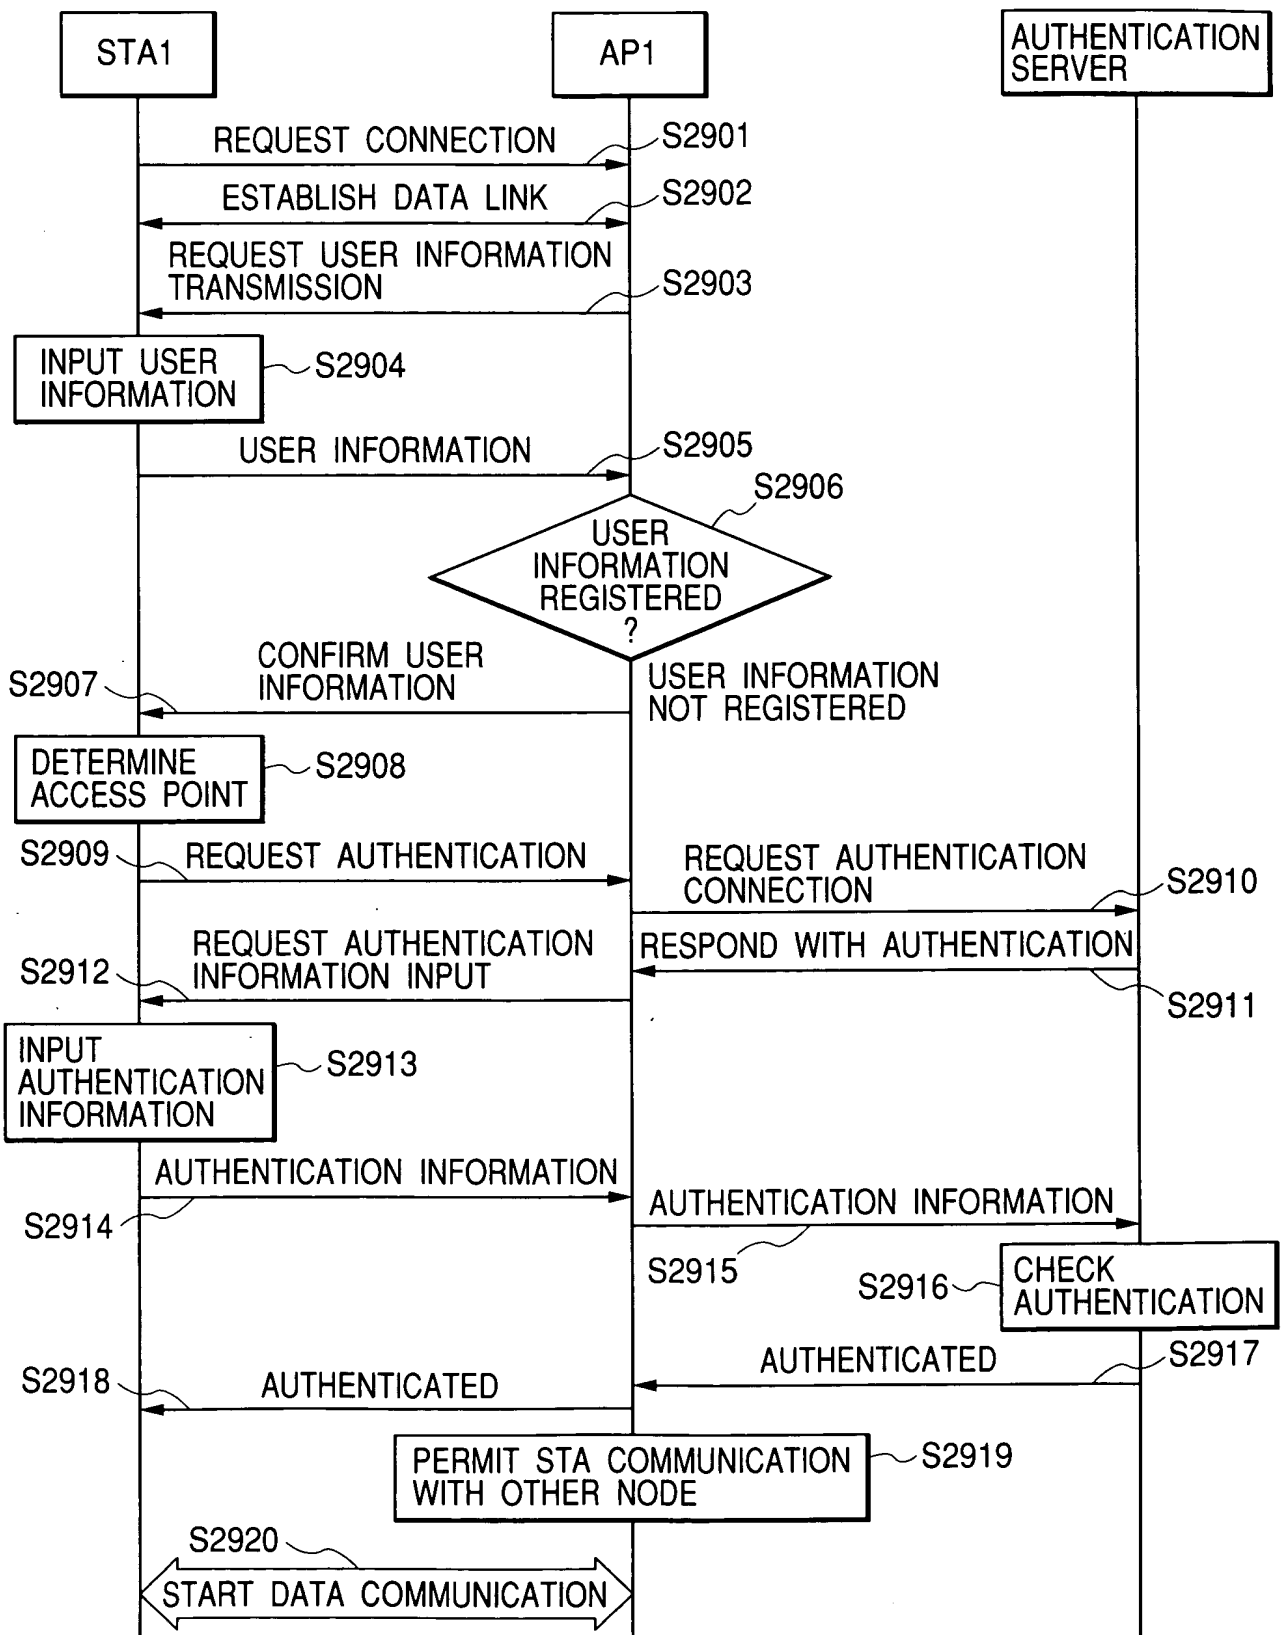 STA1
AP1
AUTHENTICATION
SERVER
REQUEST CONNECTION
S2901
ESTABLISH DATA LINK
S2902
REQUEST USER INFORMATION
TRANSMISSION
S2903
INPUT USER
INFORMATION
S2904
USER INFORMATION
S2905
S2906
USER
INFORMATION
REGISTERED
?
CONFIRM USER
INFORMATION
S2907
USER INFORMATION
NOT REGISTERED
DETERMINE
ACCESS POINT
S2908
S2909
REQUEST AUTHENTICATION
REQUEST AUTHENTICATION
CONNECTION
S2910
REQUEST AUTHENTICATION
INFORMATION INPUT
S2912
RESPOND WITH AUTHENTICATION
S2911
INPUT
AUTHENTICATION
INFORMATION
S2913
AUTHENTICATION INFORMATION
S2914
AUTHENTICATION INFORMATION
S2915
S2916
CHECK
AUTHENTICATION
AUTHENTICATED
S2917
S2918
AUTHENTICATED
PERMIT STA COMMUNICATION
WITH OTHER NODE
S2919
S2920
START DATA COMMUNICATION